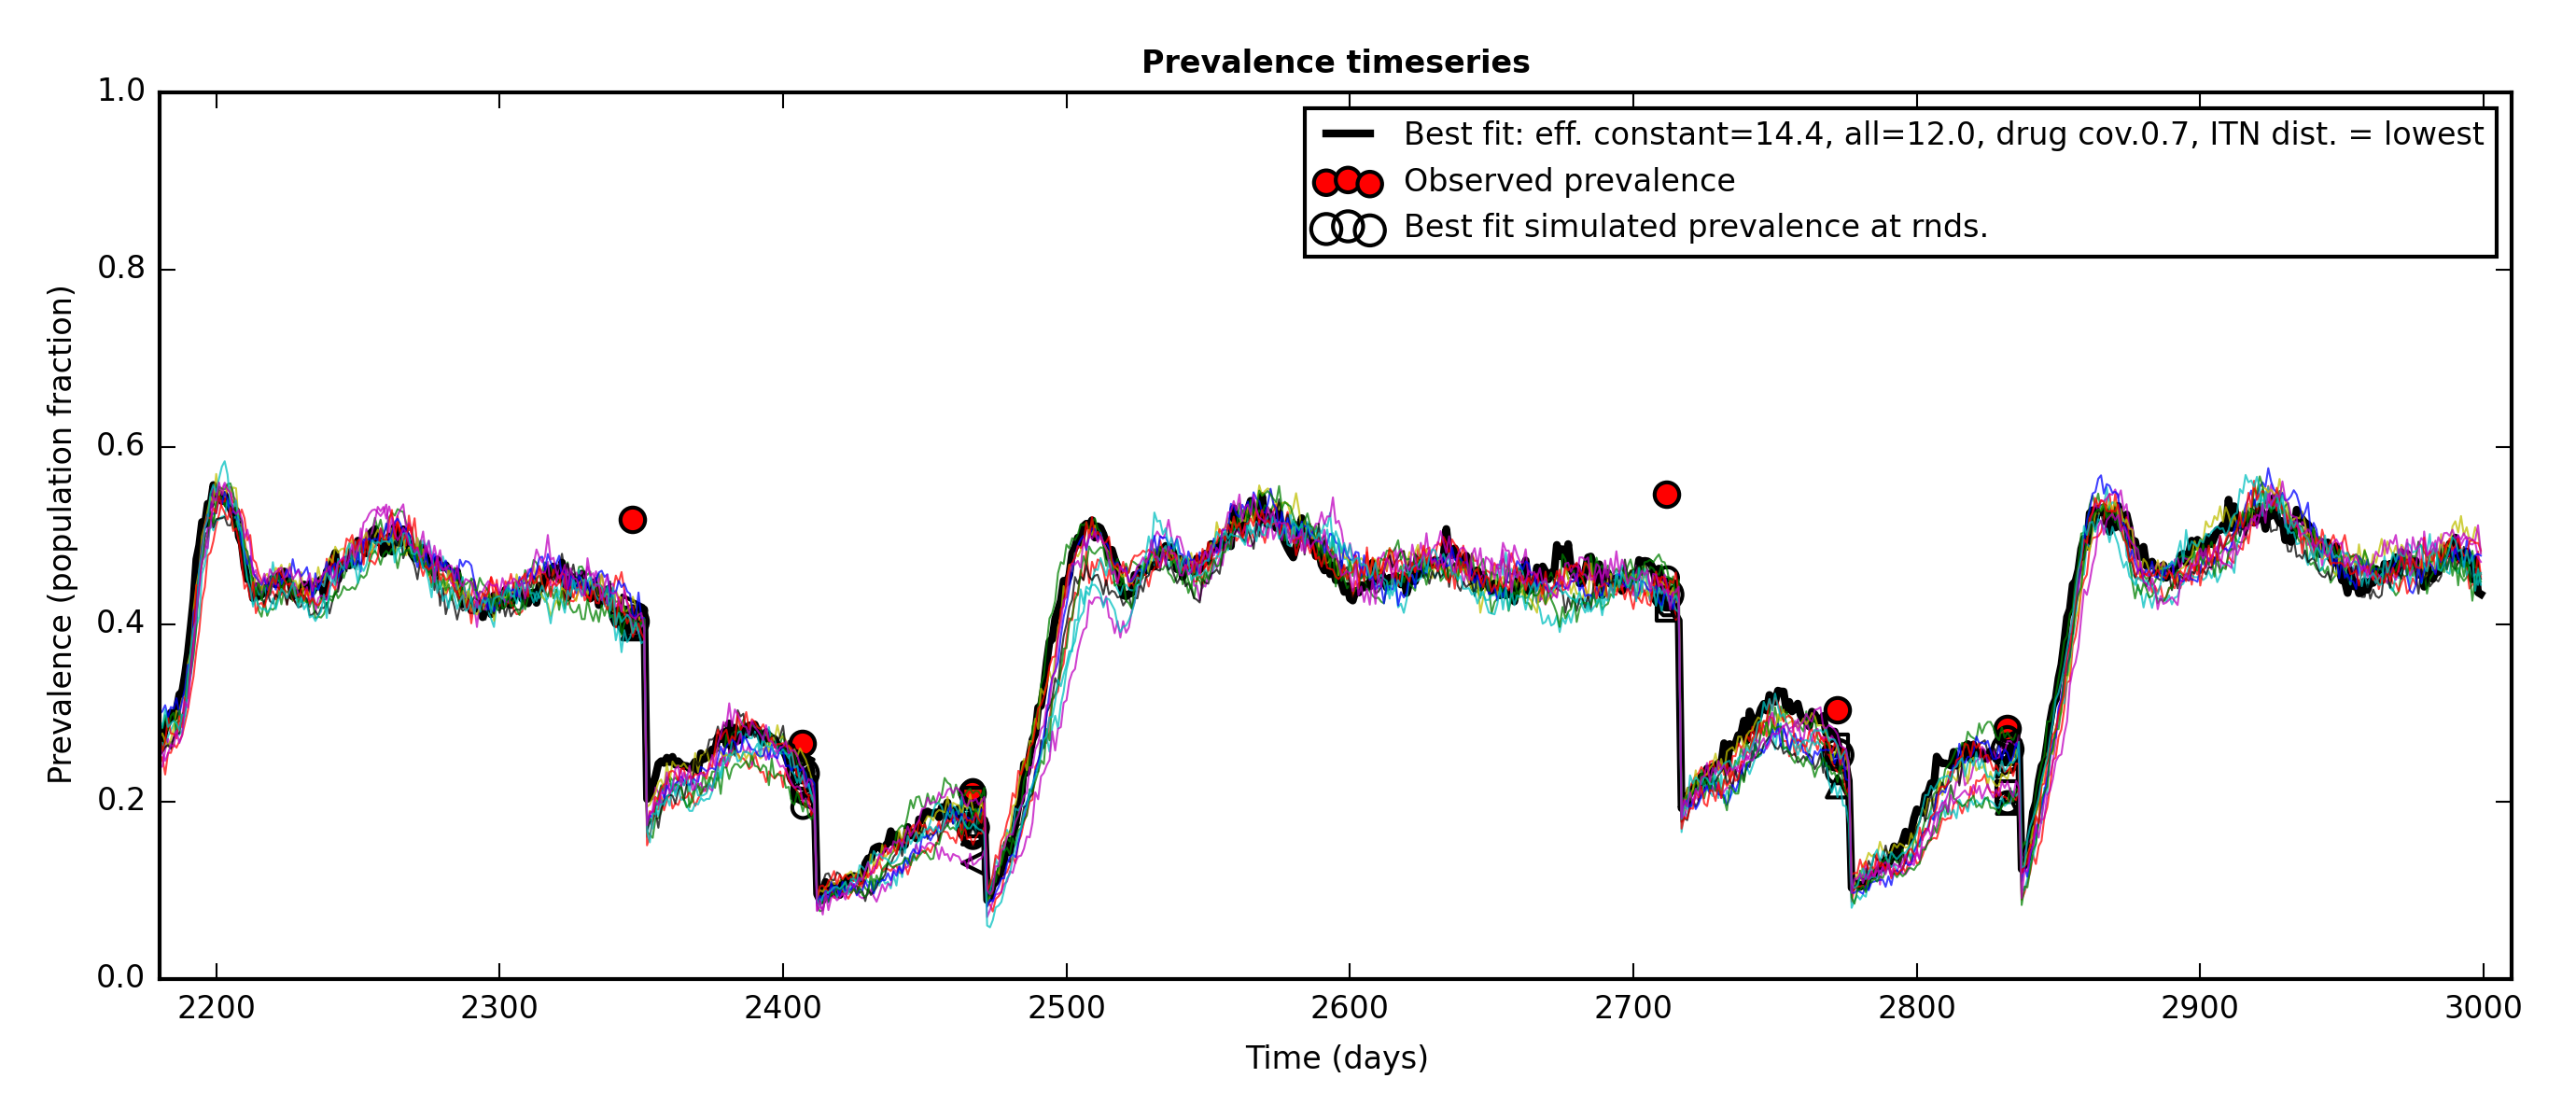 Prevalence timeseries
1.0
0.8
0.6
0.4
0.2
0.0
Prevalence (population fraction)
Best fit: eff. constant=14.4, all=12.0, drug cov.0.7, ITN dist. = lowest
Observed prevalence
Best fit simulated prevalence at rnds.
2200 2300 2400 2500 2600 2700 2800 2900 3000
Time (days)